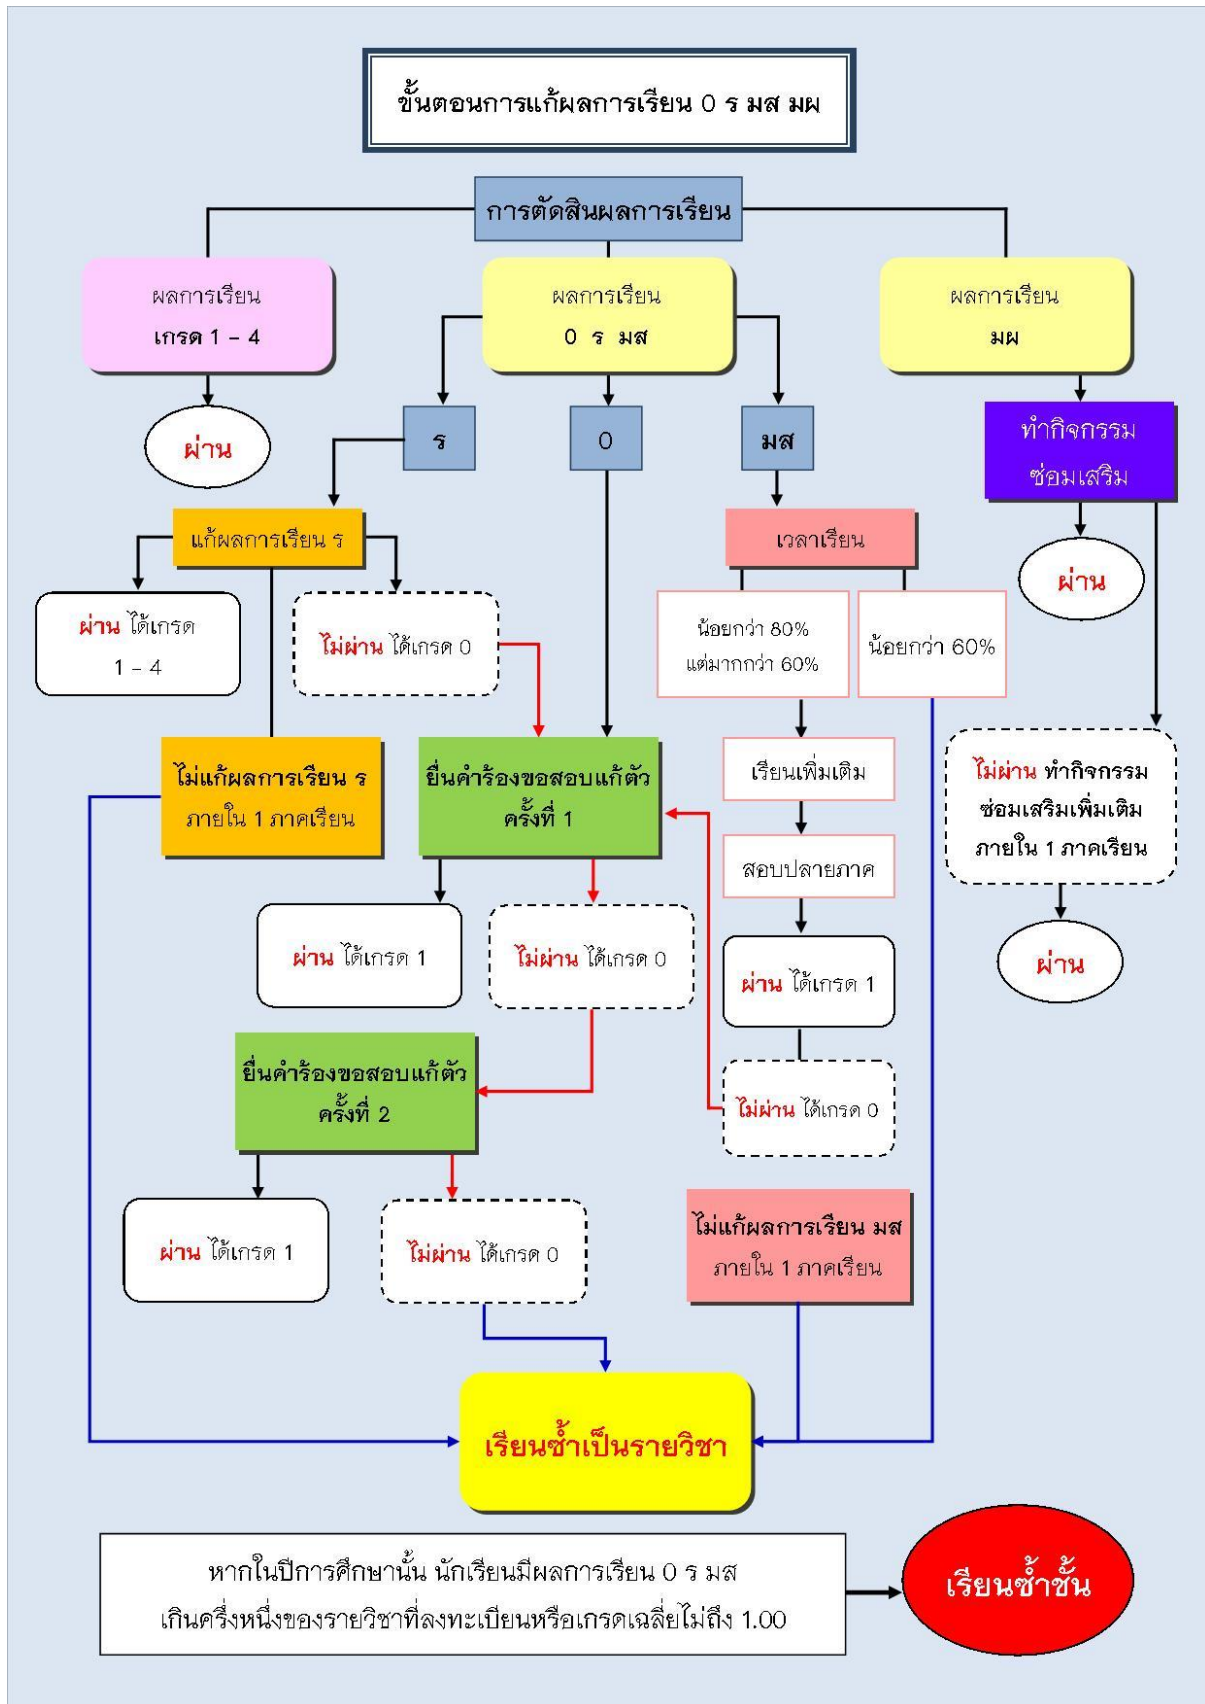 ขั้นตอนการแก้ผลการเรียน 0 ร มส มผ
การตัดสินผลการเรียน
ผลการเรียน
เกรด 1 - 4
ผลการเรียน
0 ร มส
ผลการเรียน
มผ
ผ่าน
ร
0
มส
ทำกิจกรรม
ซ่อมเสริม
แก้ผลการเรียน ร
เวลาเรียน
ผ่าน
ผ่าน ได้เกรด
1 - 4
ไม่ผ่าน ได้เกรด 0
น้อยกว่า 80%
แต่มากกว่า 60%
น้อยกว่า 60%
ไม่แก้ผลการเรียน ร
ภายใน 1 ภาคเรียน
ยื่นคำร้องขอสอบแก้ตัว
ครั้งที่ 1
เรียนเพิ่มเติม
ไม่ผ่าน ทำกิจกรรม
ซ่อมเสริมเพิ่มเติม
ภายใน 1 ภาคเรียน
สอบปลายภาค
ผ่าน ได้เกรด 1
ไม่ผ่าน ได้เกรด 0
ผ่าน ได้เกรด 1
ผ่าน
ยื่นคำร้องขอสอบแก้ตัว
ครั้งที่ 2
ไม่ผ่าน ได้เกรด 0
ผ่าน ได้เกรด 1
ไม่ผ่าน ได้เกรด 0
ไม่แก้ผลการเรียน มส
ภายใน 1 ภาคเรียน
เรียนซ้ำเป็นรายวิชา
หากในปีการศึกษานั้น นักเรียนมีผลการเรียน 0 ร มส
เกินครึ่งหนึ่งของรายวิชาที่ลงทะเบียนหรือเกรดเฉลี่ยไม่ถึง 1.00
เรียนซ้ำชั้น